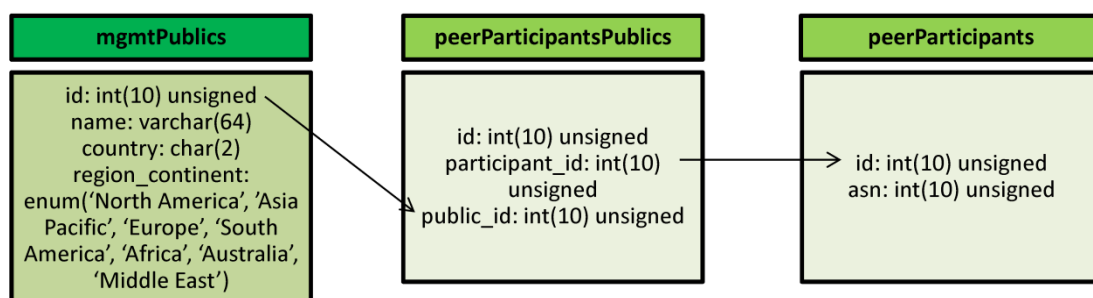 mgmtPublics
id: int(10) unsigned
name: varchar(64)
country: char(2)
region_continent:
enum(‘North America’, ’Asia
Pacific’, ‘Europe’, ‘South
America’, ‘Africa’, ‘Australia’,
‘Middle East’)
peerParticipantsPublics
id: int(10) unsigned
participant_id: int(10)
unsigned
public_id: int(10) unsigned
peerParticipants
id: int(10) unsigned
asn: int(10) unsigned